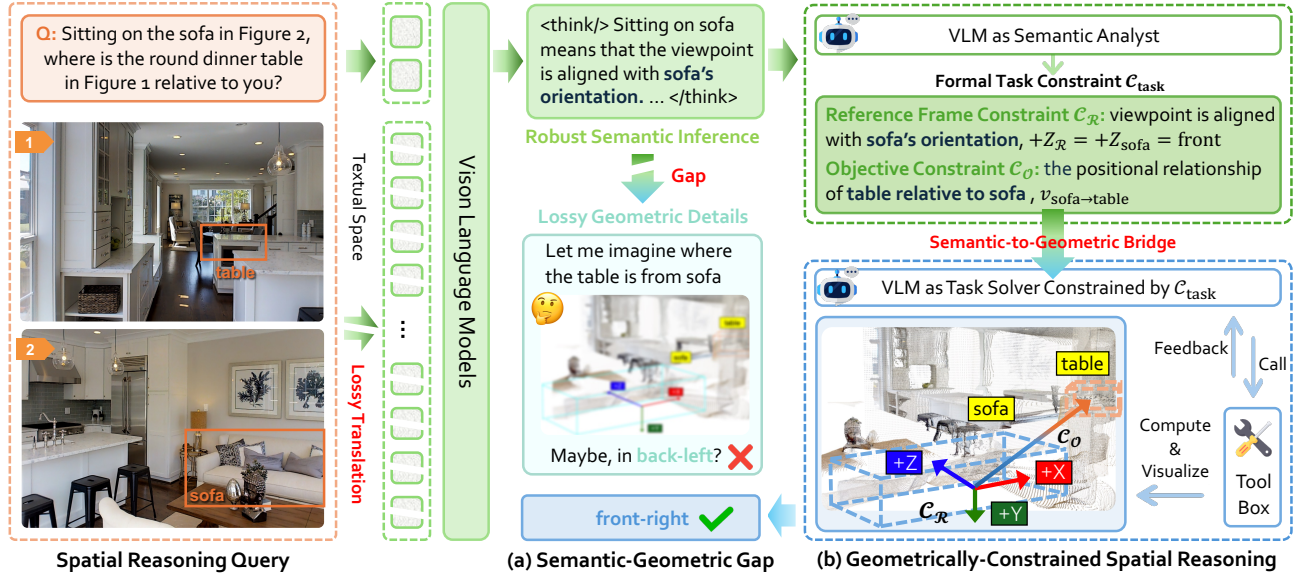 Q: Sitting on the sofa in Figure 2,
where is the round dinner table
in Figure 1 relative to you?
1
table
2
sofa
Spatial Reasoning Query
Textual Space
...
Lossy Translation
Vison Language Models
<think/> Sitting on sofa
means that the viewpoint
is aligned with sofa's
orientation. ... </think>
Robust Semantic Inference
Gap
Lossy Geometric Details
Let me imagine where
the table is from sofa
table
sofa
+Z
+X
+Y
Maybe, in back-left?
front-right
(a) Semantic-Geometric Gap
VLM as Semantic Analyst
Formal Task Constraint 𝒞task
Reference Frame Constraint 𝒞ℛ: viewpoint is aligned
with sofa's orientation, +Zℛ = +Zsofa = front
Objective Constraint 𝒞𝒪: the positional relationship
of table relative to sofa , vsofa→table
Semantic-to-Geometric Bridge
VLM as Task Solver Constrained by 𝒞task
table
sofa
𝒞𝒪
+Z
+X
𝒞ℛ
+Y
Feedback
Call
Compute
&
Visualize
Tool
Box
(b) Geometrically-Constrained Spatial Reasoning